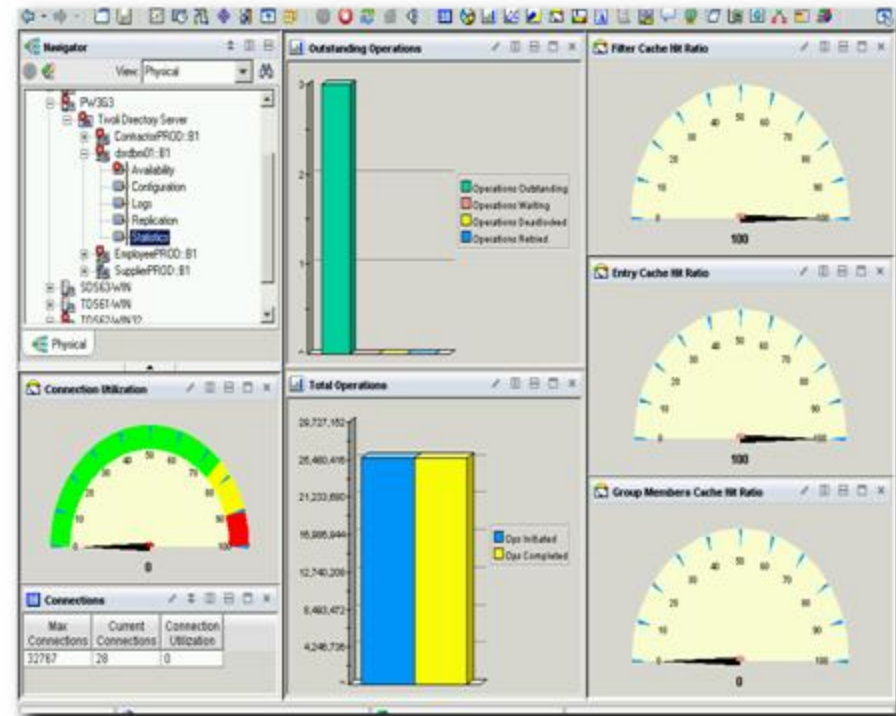 Navigator
View: Physical
PW3G3
Tivoli Directory Server
ContractorPROD::B1
dsrdbm01::B1
Availability
Configuration
Logs
Replication
Statistics
EmployeePROD::B1
SupplierPROD::B1
SDS63-WIN
TDS61-WIN
TDS62-WIN32
Physical
Outstanding Operations
3
2
1
Operations Outstanding
Operations Waiting
Operations Deadlocked
Operations Retried
Filter Cache Hit Ratio
0 10 20 30 40 50 60 70 80 90 100
100
Entry Cache Hit Ratio
0 10 20 30 40 50 60 70 80 90 100
100
Connection Utilization
0 10 20 30 40 50 60 70 80 90 100
0
Total Operations
29,727,152
25,480,416
21,233,680
16,986,944
12,740,208
8,493,472
4,246,736
Ops Initiated
Ops Completed
Group Members Cache Hit Ratio
0 10 20 30 40 50 60 70 80 90 100
0
Connections
Max Connections Current Connections Connection Utilization
32767 28 0